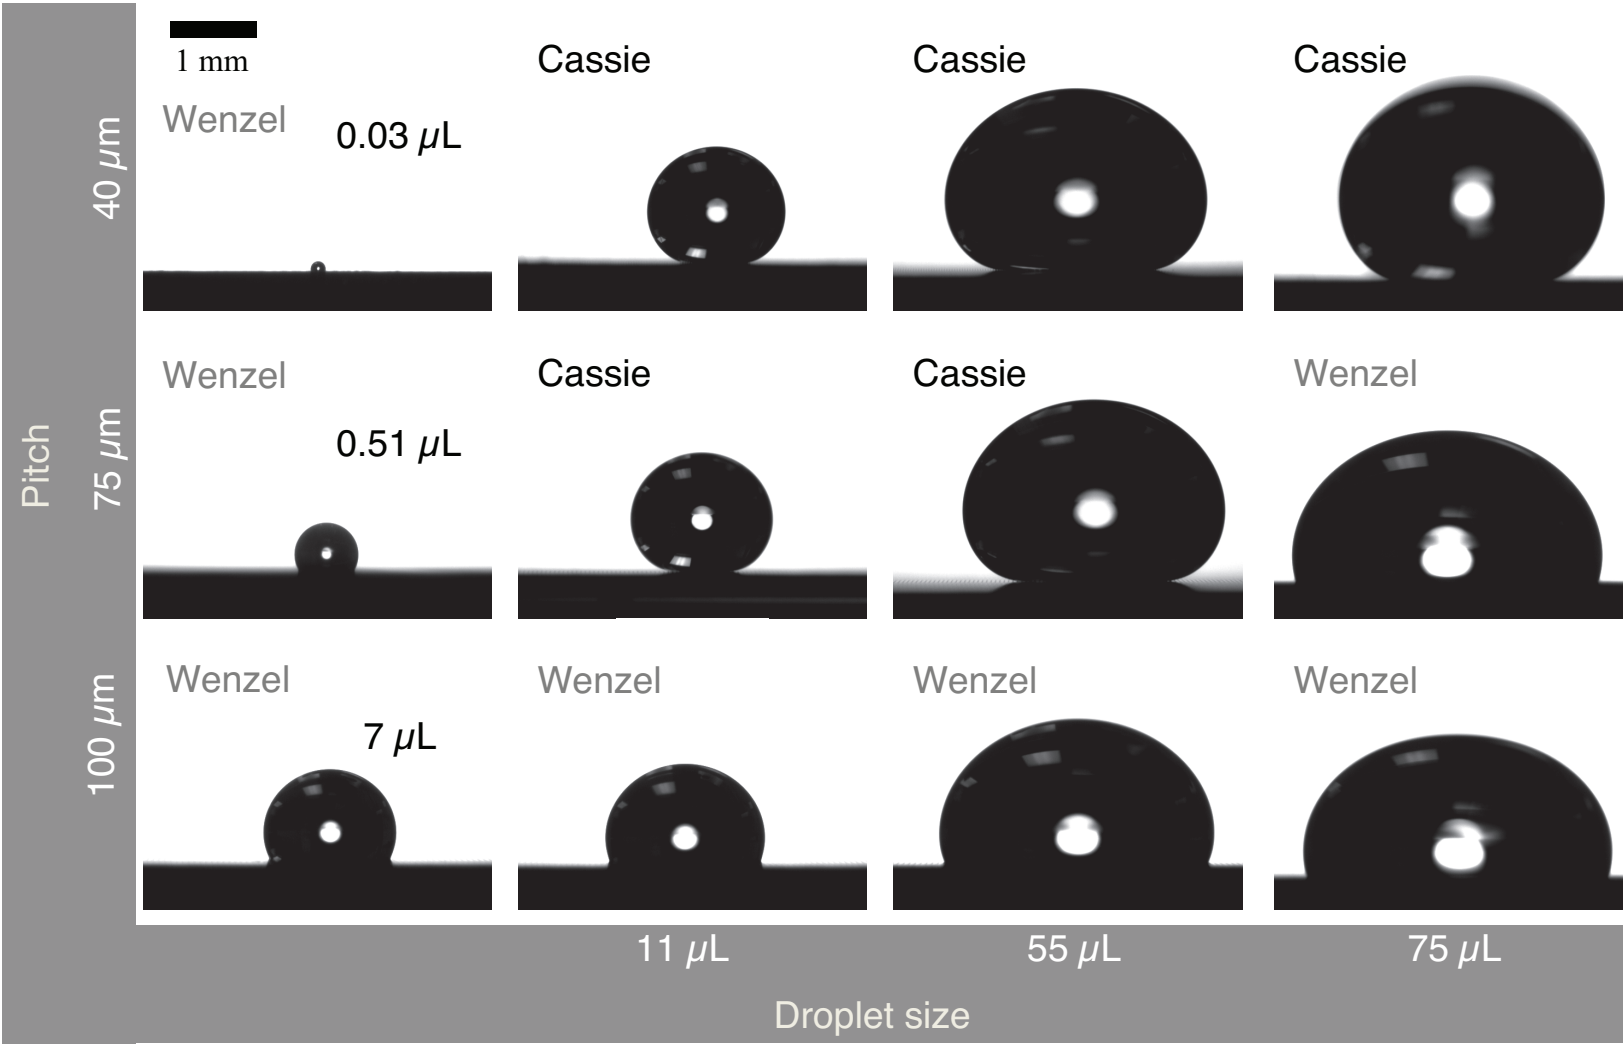 1 mm
Wenzel
0.03 µL
Cassie
Cassie
Cassie
40 µm
Wenzel
0.51 µL
Cassie
Cassie
Wenzel
Pitch
75 µm
Wenzel
7 µL
Wenzel
Wenzel
Wenzel
100 µm
11 µL
55 µL
75 µL
Droplet size